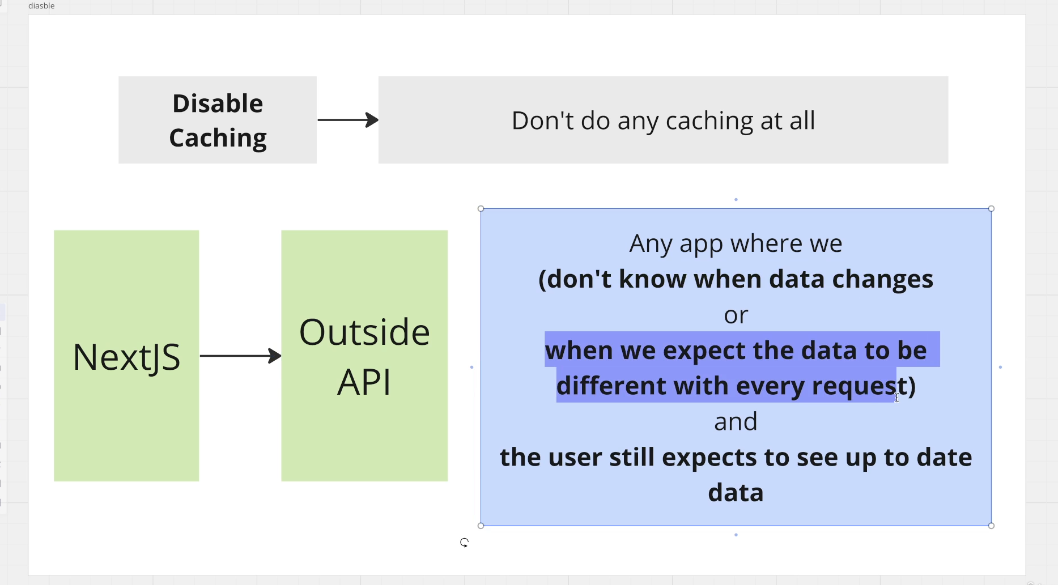 diasble
Disable
Caching
Don't do any caching at all
NextJS
Outside
API
Any app where we
(don't know when data changes
or
when we expect the data to be
different with every request)
and
the user still expects to see up to date
data